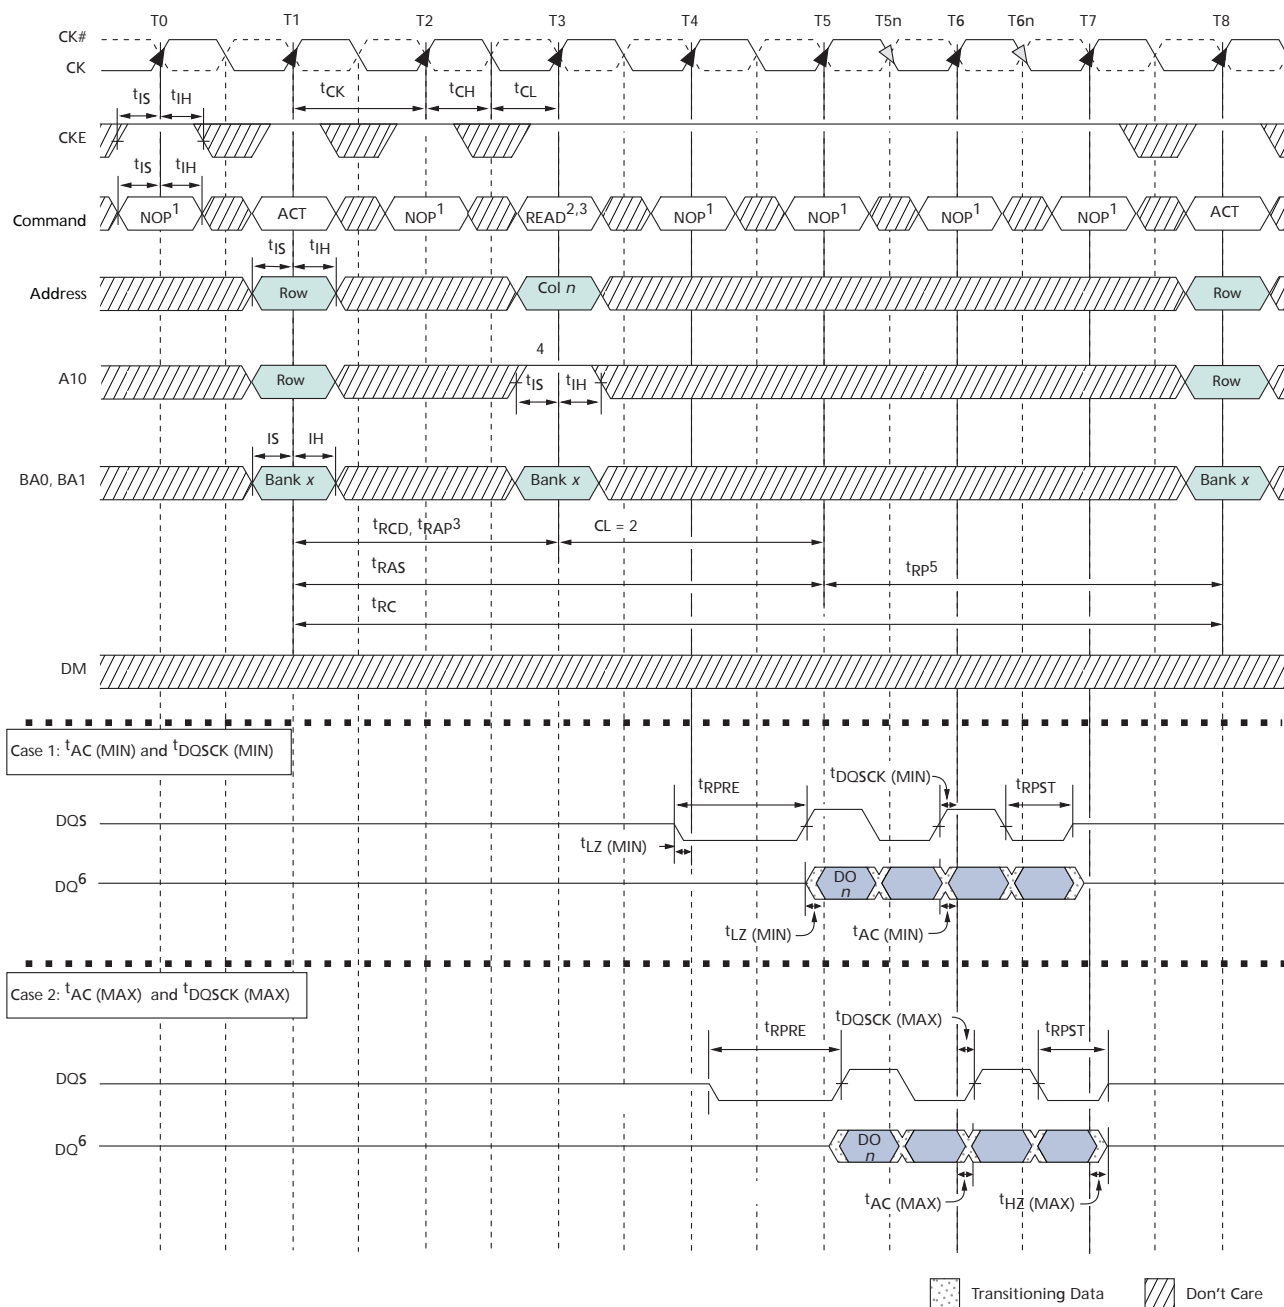 T0 T1 T2 T3 T4 T5 T5n T6 T6n T7 T8
CK#
CK
tIS tIH tCK tCH tCL
CKE
tIS tIH
Command NOP1 ACT NOP1 READ2,3 NOP1 NOP1 NOP1 NOP1 ACT
tIS tIH
Address Row Col n Row
4
A10 Row tIS tIH Row
IS IH
BA0, BA1 Bank x Bank x Bank x
tRCD, tRAP3 CL = 2
tRAS tRP5
tRC
DM
Case 1: tAC (MIN) and tDQSCK (MIN)
tRPRE tDQSCK (MIN) tRPST
DQS
tLZ (MIN)
DQ6 DO n
tLZ (MIN) tAC (MIN)
Case 2: tAC (MAX) and tDQSCK (MAX)
tRPRE tDQSCK (MAX) tRPST
DQS
DQ6 DO n
tAC (MAX) tHZ (MAX)
Transitioning Data Don't Care